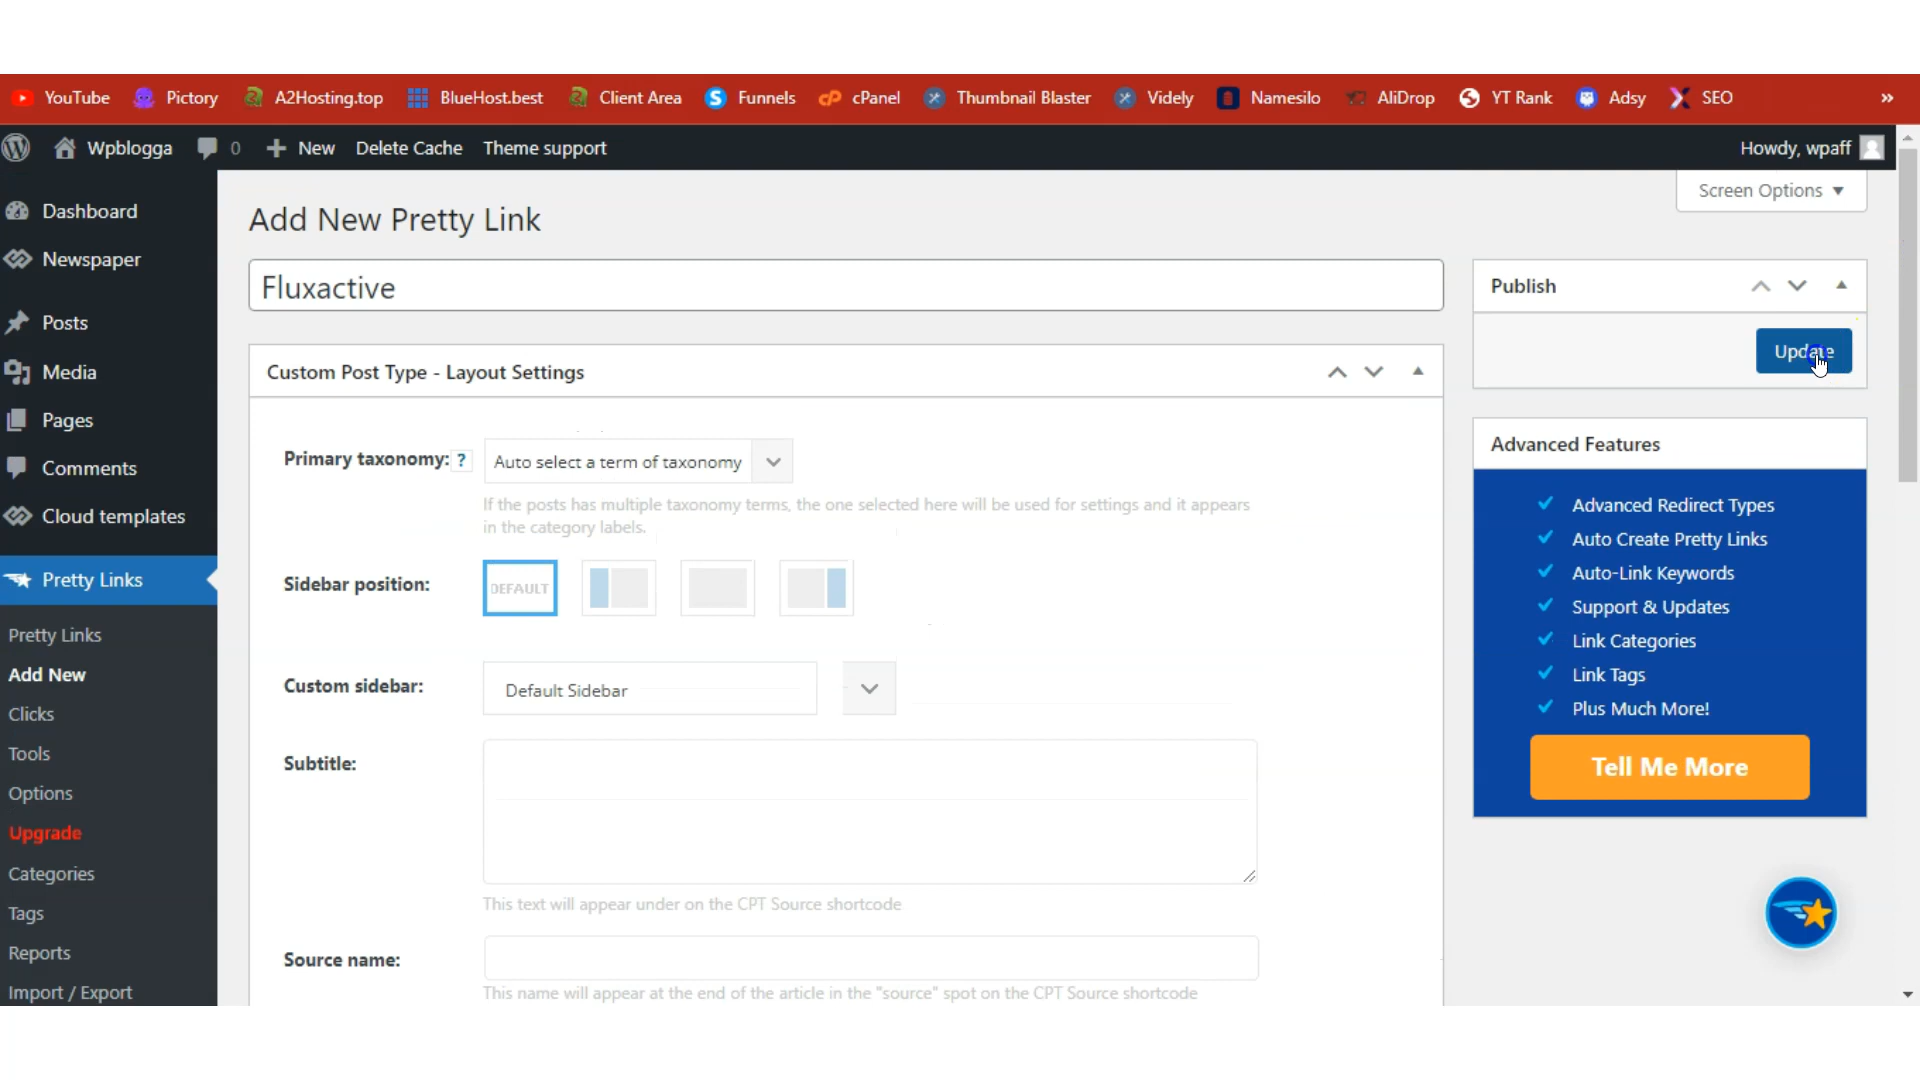 YouTube Pictory A2Hosting.top BlueHost.best Client Area Funnels cPanel Thumbnail Blaster Videly Namesilo AliDrop YT Rank Adsy SEO »
Wpblogga 0 New Delete Cache Theme support Howdy, wpaff
Screen Options
Dashboard
Newspaper
Posts
Media
Pages
Comments
Cloud templates
Pretty Links
Pretty Links
Add New
Clicks
Tools
Options
Upgrade
Categories
Tags
Reports
Import / Export
Add New Pretty Link
Fluxactive
Custom Post Type - Layout Settings
Primary taxonomy: ? Auto select a term of taxonomy
If the posts has multiple taxonomy terms, the one selected here will be used for settings and it appears
in the category labels.
Sidebar position: DEFAULT
Custom sidebar: Default Sidebar
Subtitle:
This text will appear under on the CPT Source shortcode
Source name:
This name will appear at the end of the article in the "source" spot on the CPT Source shortcode
Publish
Update
Advanced Features
Advanced Redirect Types
Auto Create Pretty Links
Auto-Link Keywords
Support & Updates
Link Categories
Link Tags
Plus Much More!
Tell Me More